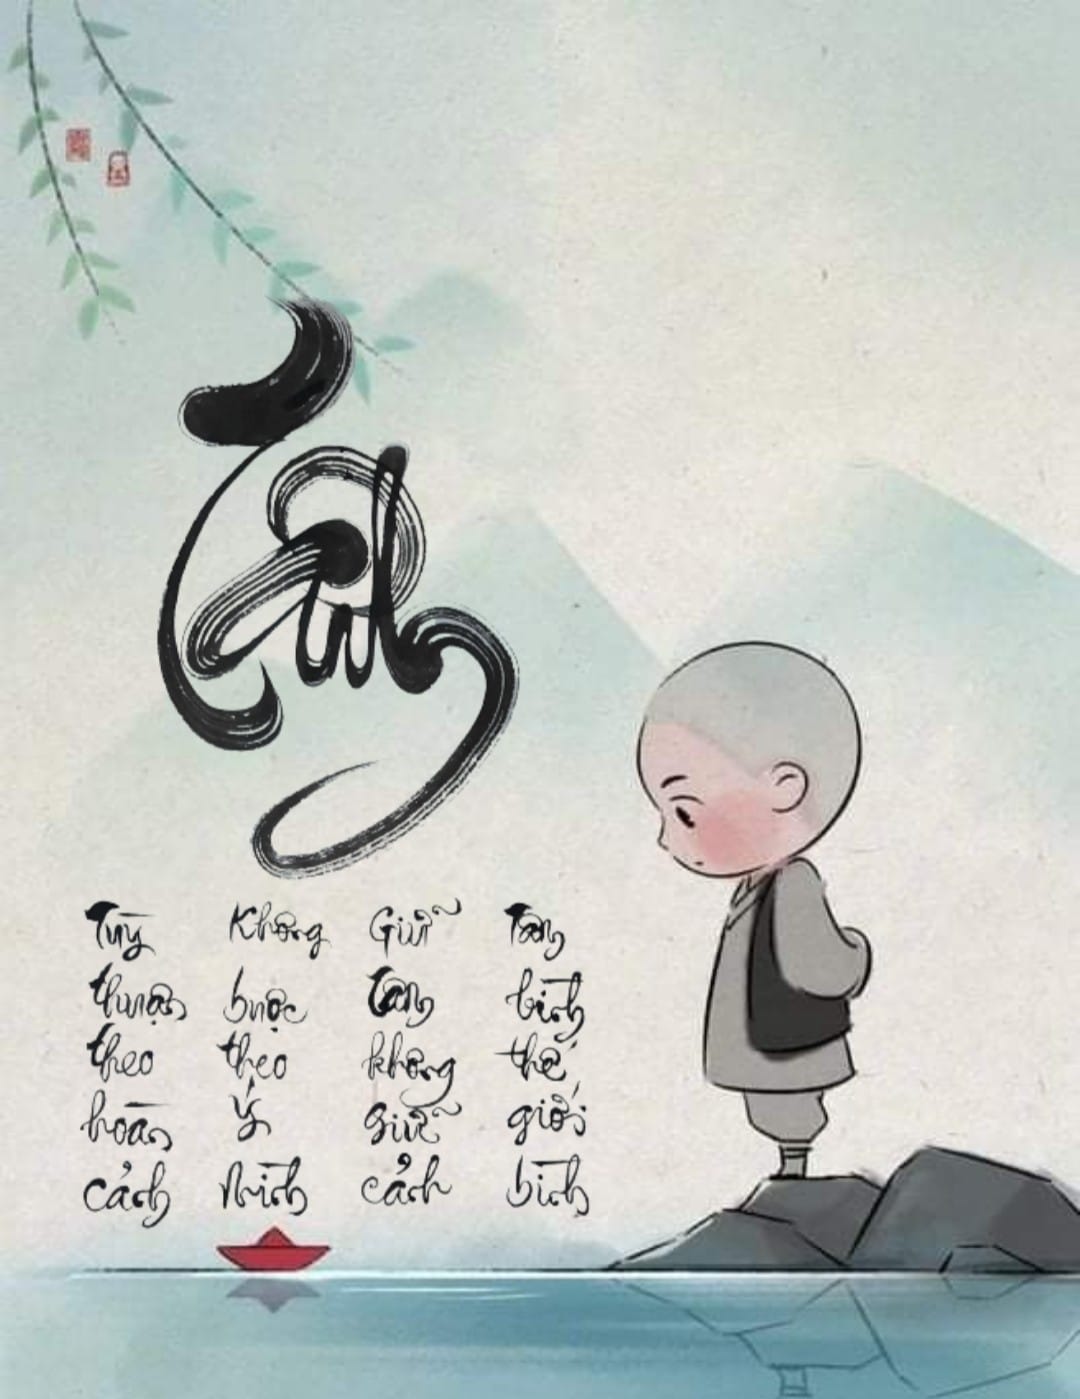 Tùy thuận theo hoàn cảnh
Không buộc theo ý mình
Giữ tâm không giữ cảnh
Tâm bình thế giới bình